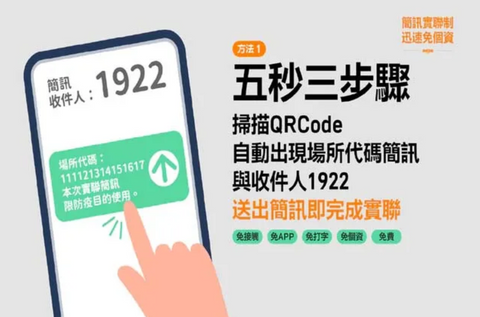 簡訊實聯制
迅速免個資
方法1
五秒三步驟
掃描QRCode
自動出現場所代碼簡訊
與收件人1922
送出簡訊即完成實聯
免接觸 免APP 免打字 免個資 免費
簡訊
收件人：1922
場所代碼：
111121314151617
本次實聯簡訊
限防疫目的使用。